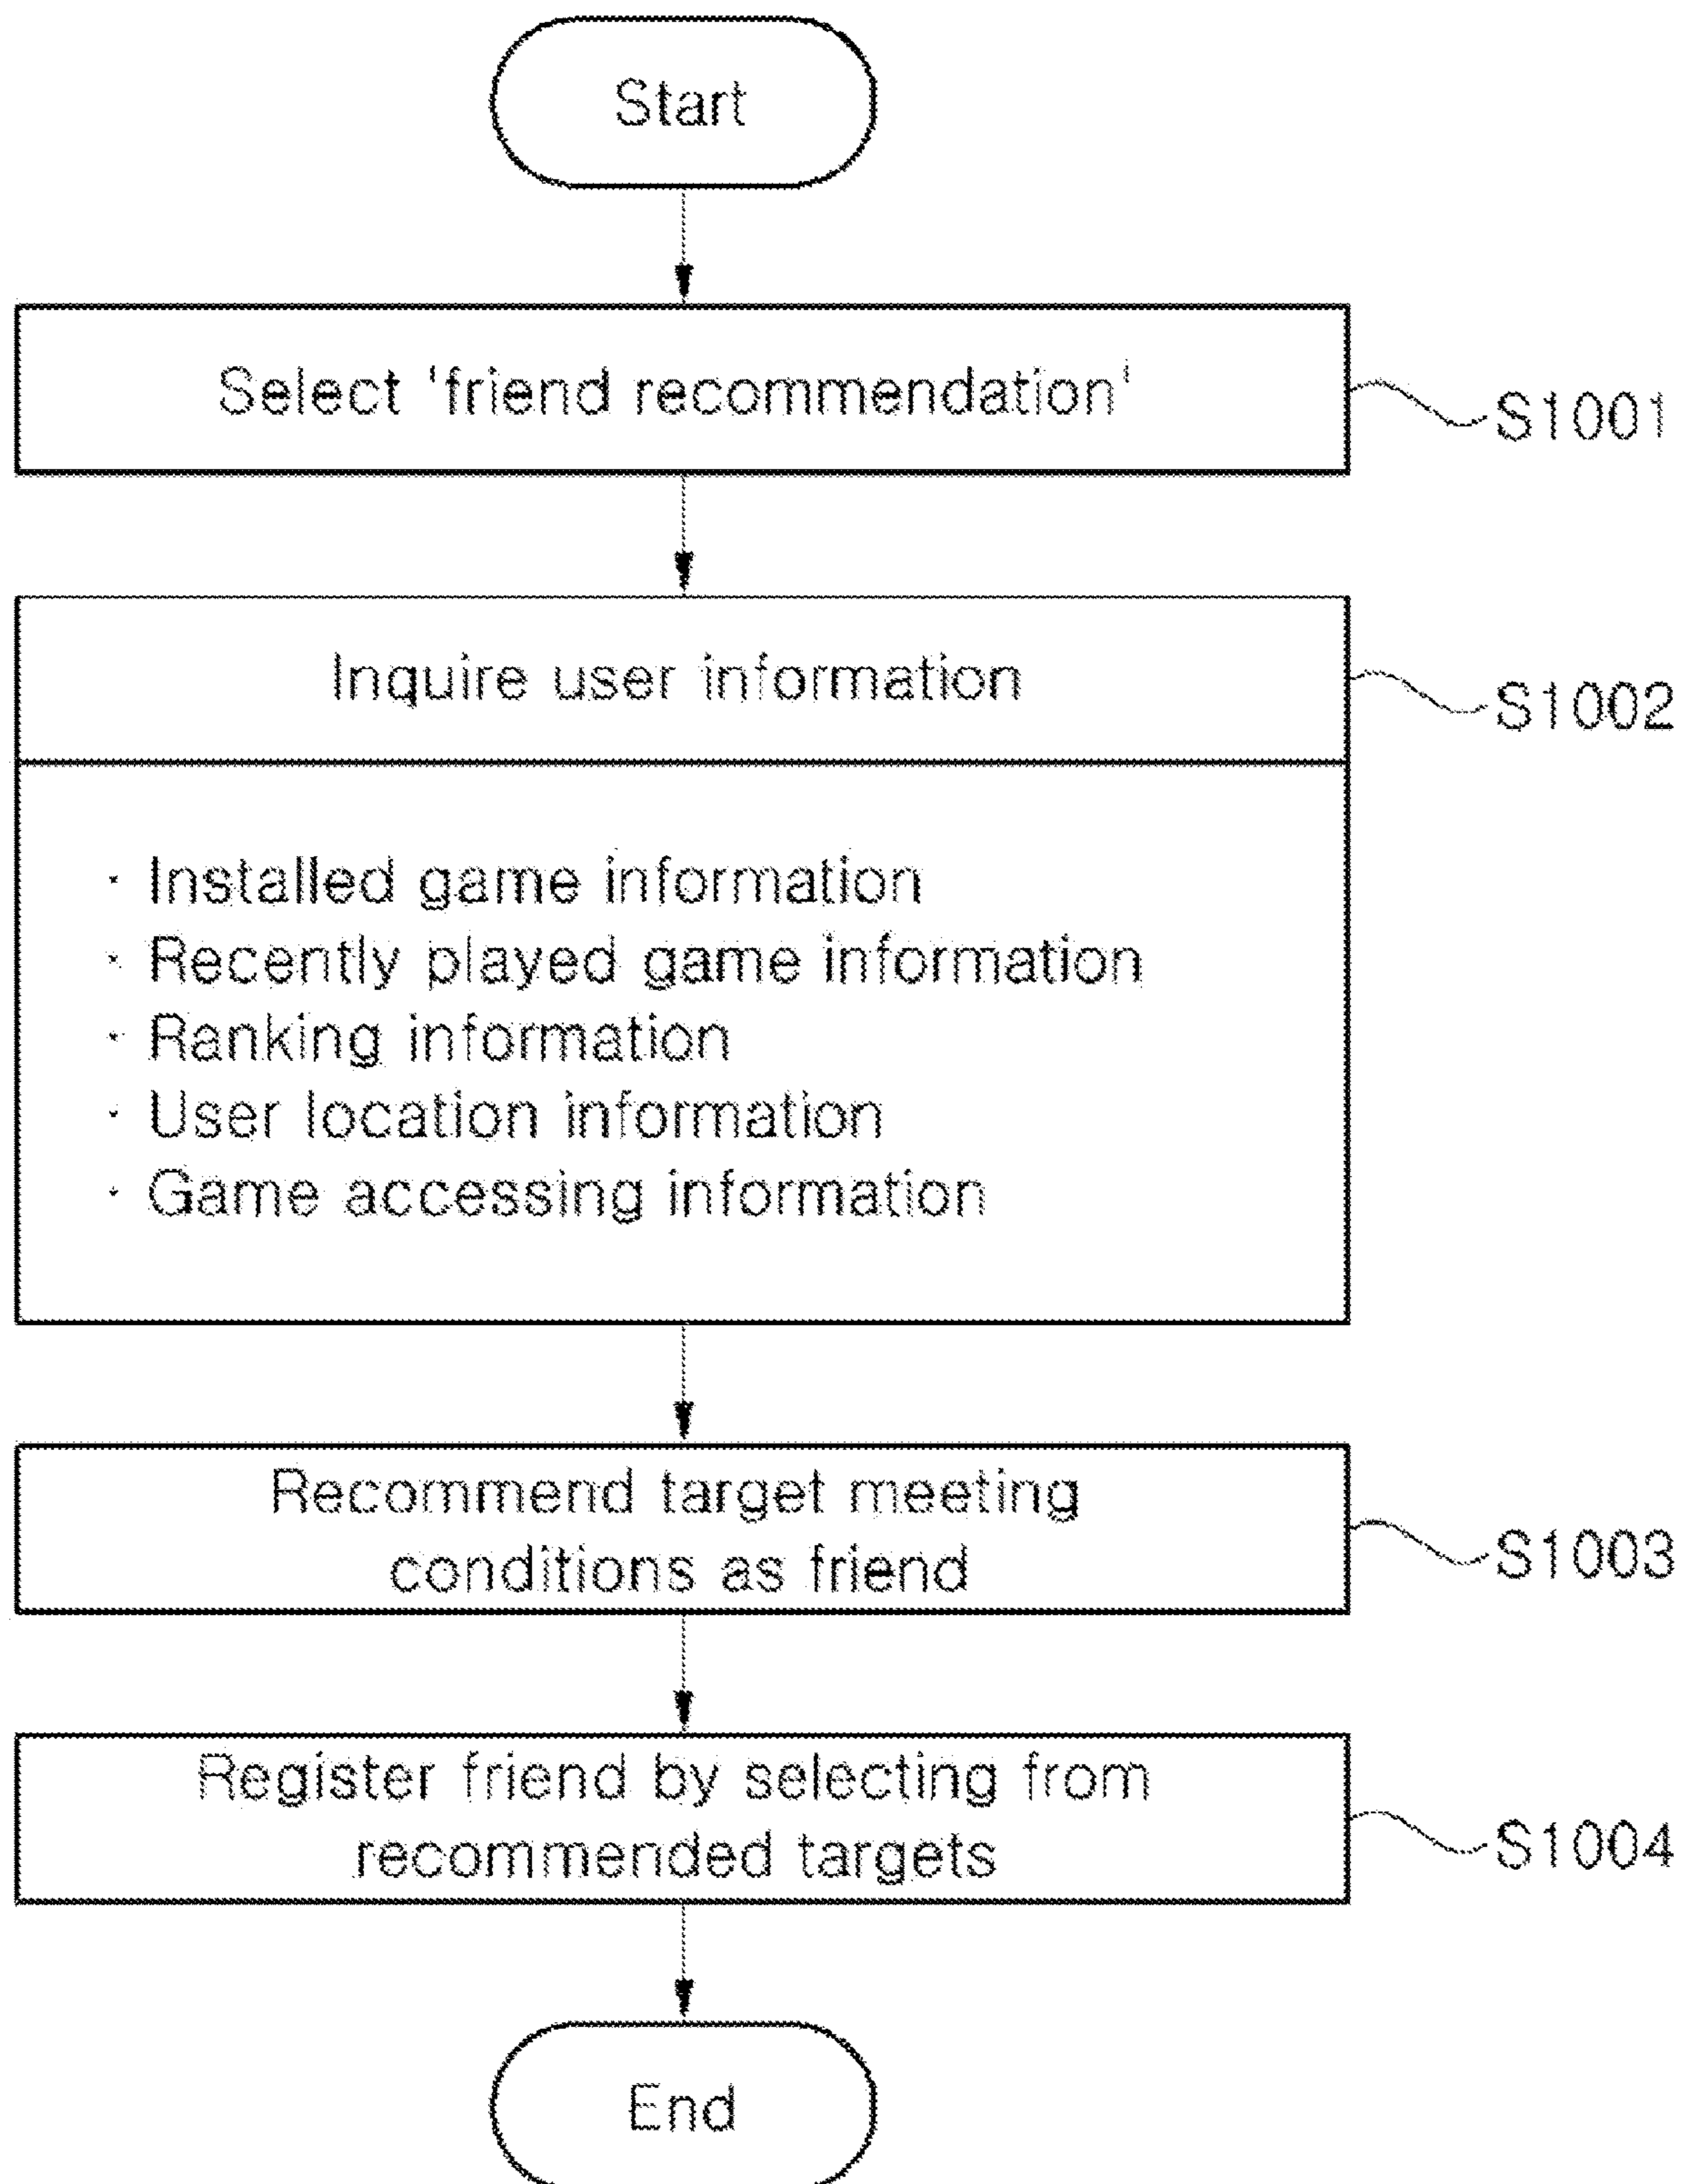 Start
Select 'friend recommendation'
S1001
Inquire user information
S1002
· Installed game information
· Recently played game information
· Ranking information
· User location information
· Game accessing information
Recommend target meeting
conditions as friend
S1003
Register friend by selecting from
recommended targets
S1004
End